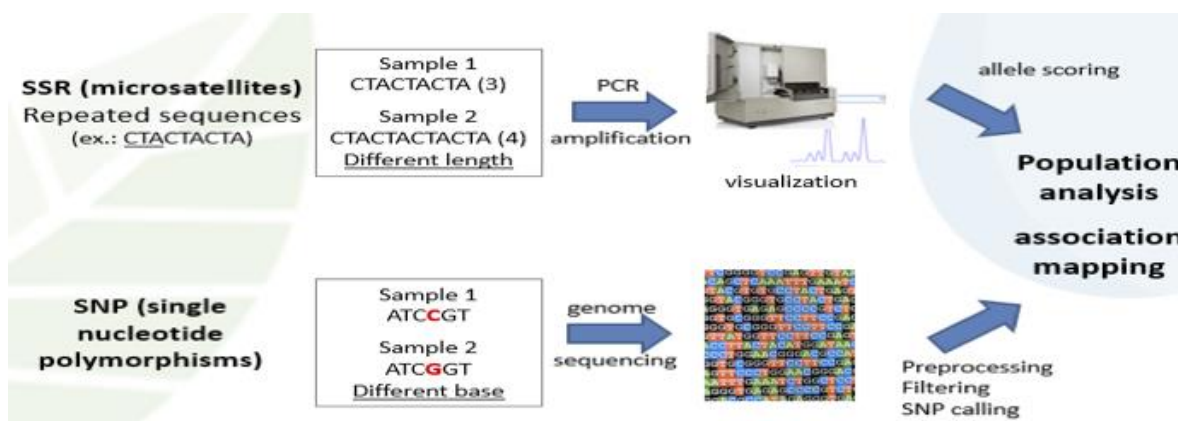 SSR (microsatellites)
Repeated sequences
(ex.: CTACTACTA)
Sample 1
CTACTACTA (3)
Sample 2
CTACTACTACTA (4)
Different length
PCR
amplification
visualization
allele scoring
Population
analysis
association
mapping
SNP (single
nucleotide
polymorphisms)
Sample 1
ATCCGT
Sample 2
ATCGGT
Different base
genome
sequencing
Preprocessing
Filtering
SNP calling